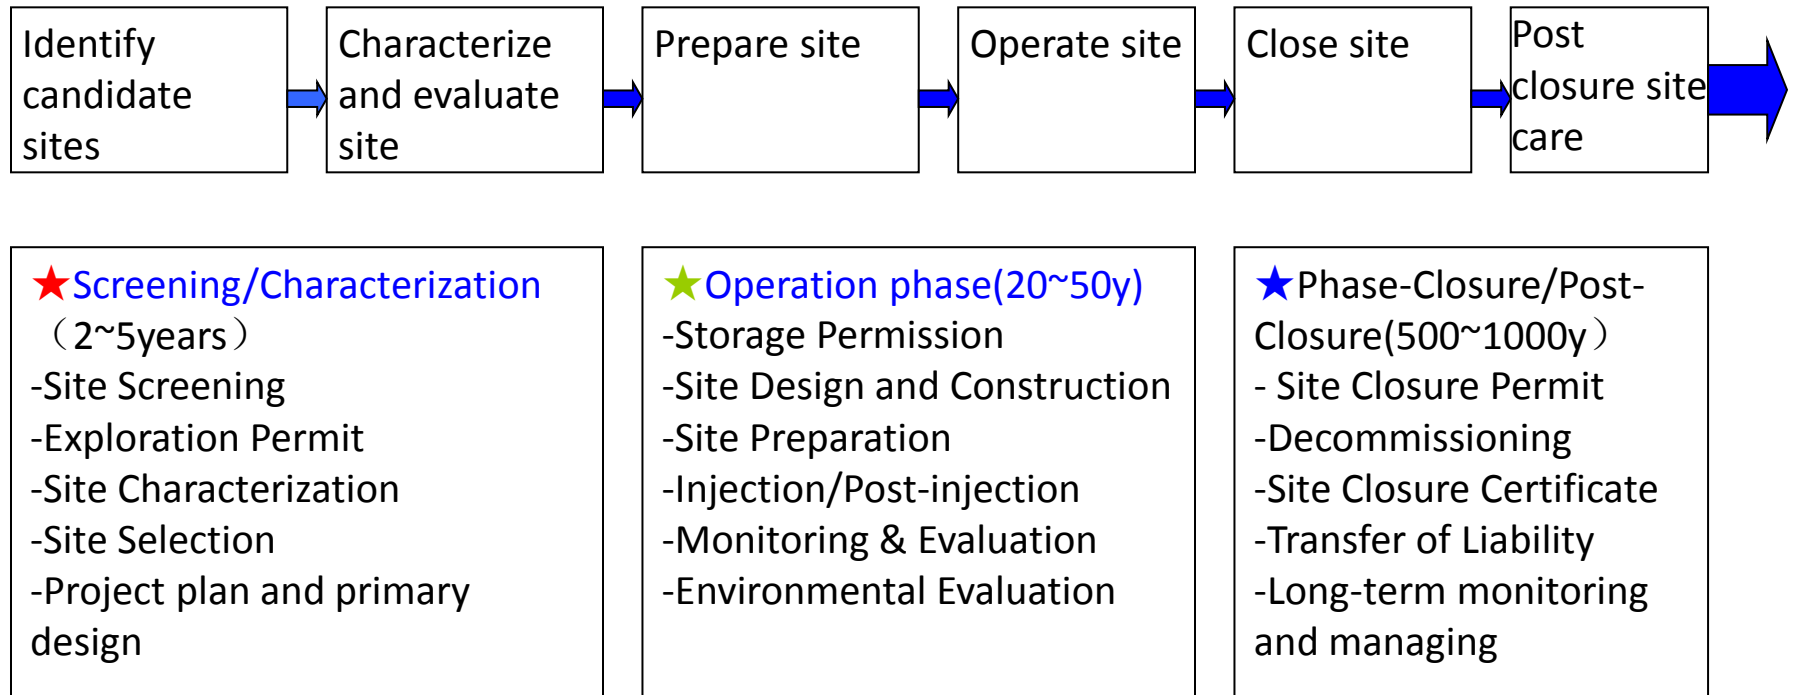 Identify
candidate
sites
Characterize
and evaluate
site
Prepare site
Operate site
Close site
Post
closure site
care
★Screening/Characterization
（2~5years）
-Site Screening
-Exploration Permit
-Site Characterization
-Site Selection
-Project plan and primary
design
★Operation phase(20~50y)
-Storage Permission
-Site Design and Construction
-Site Preparation
-Injection/Post-injection
-Monitoring & Evaluation
-Environmental Evaluation
★Phase-Closure/Post-
Closure(500~1000y）
- Site Closure Permit
-Decommissioning
-Site Closure Certificate
-Transfer of Liability
-Long-term monitoring
and managing